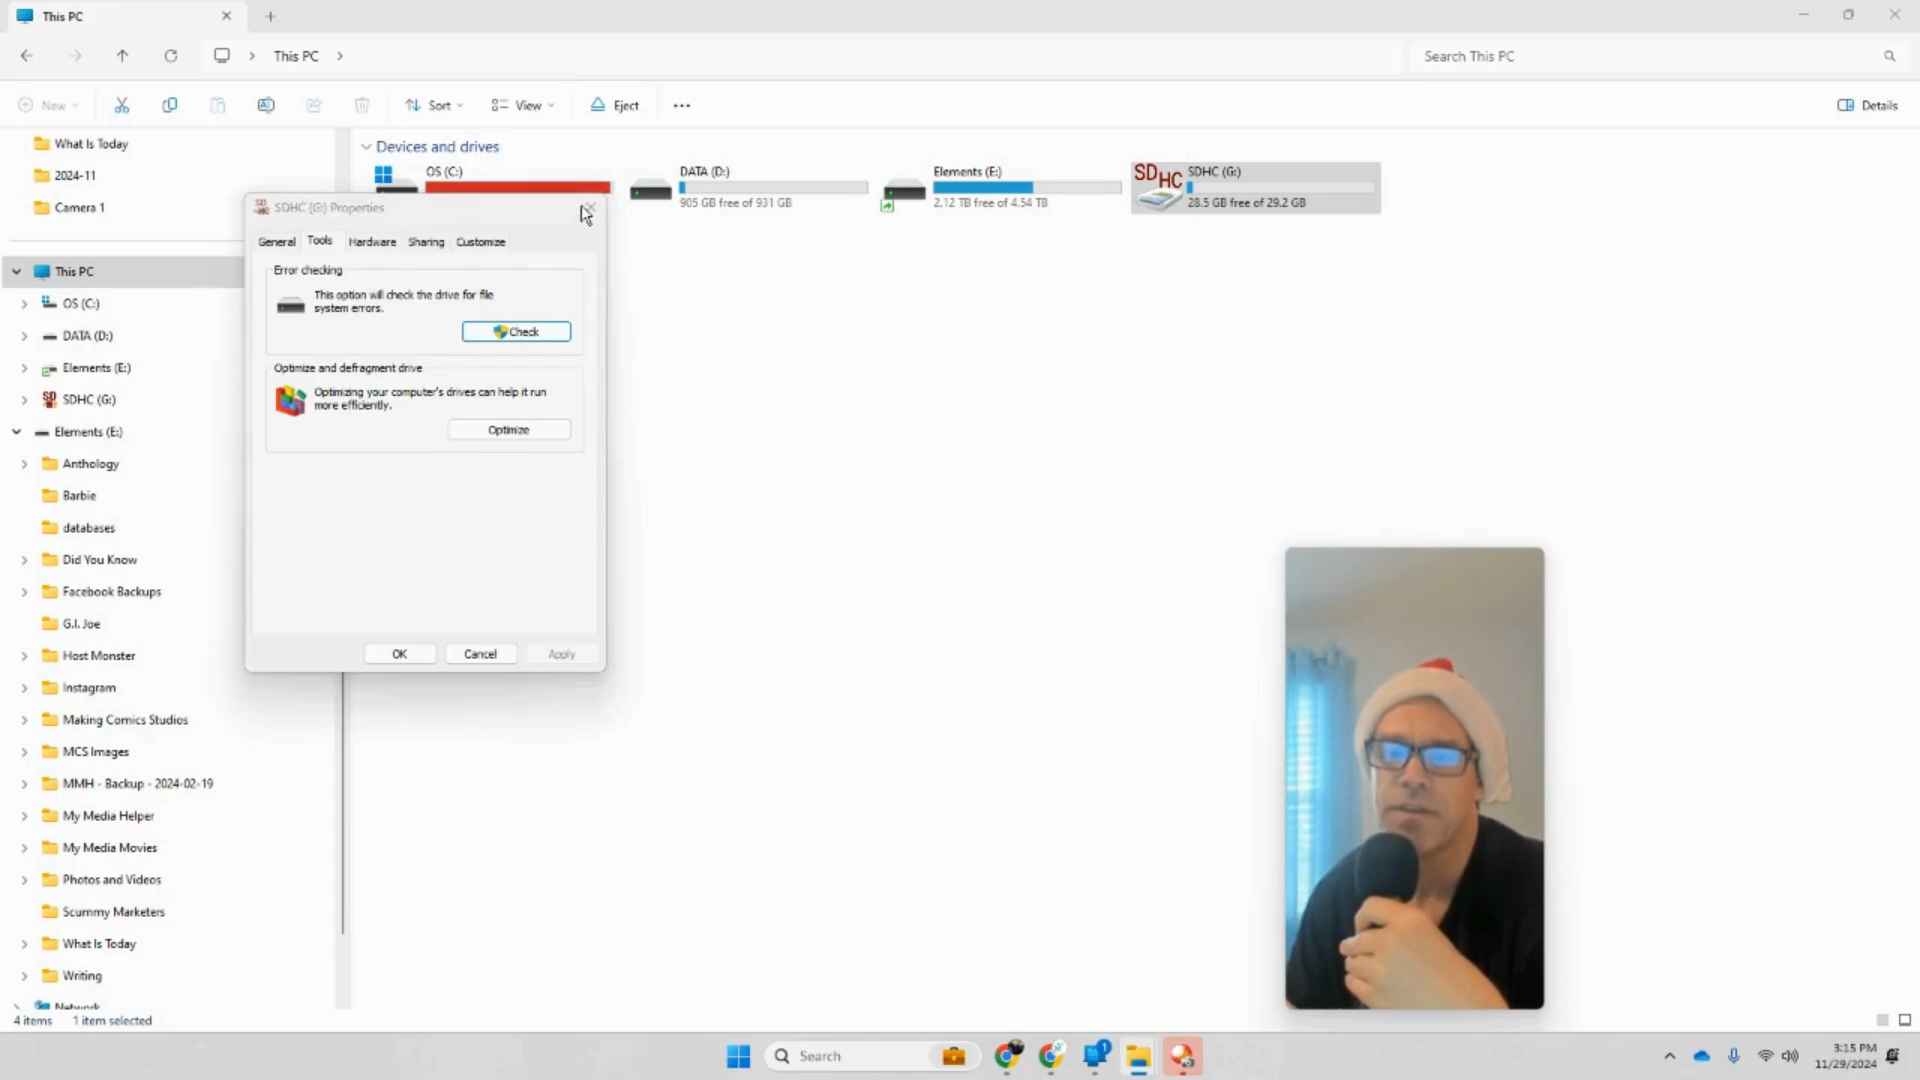 This PC
This PC
Search This PC
New
Sort
View
Eject
Details
What Is Today
2024-11
Camera 1
This PC
OS (C:)
DATA (D:)
Elements (E:)
SDHC (G:)
Elements (E:)
Anthology
Barbie
databases
Did You Know
Facebook Backups
G.I. Joe
Host Monster
Instagram
Making Comics Studios
MCS Images
MMH - Backup - 2024-02-19
My Media Helper
My Media Movies
Photos and Videos
Scummy Marketers
What Is Today
Writing
Network
4 items 1 item selected
Devices and drives
OS (C:)
DATA (D:)
905 GB free of 931 GB
Elements (E:)
2.12 TB free of 4.54 TB
SD HC
SDHC (G:)
28.5 GB free of 29.2 GB
SDHC (G:) Properties
General Tools Hardware Sharing Customize
Error checking
This option will check the drive for file
system errors.
Check
Optimize and defragment drive
Optimizing your computer's drives can help it run
more efficiently.
Optimize
OK Cancel Apply
Search
1
3:15 PM
11/29/2024